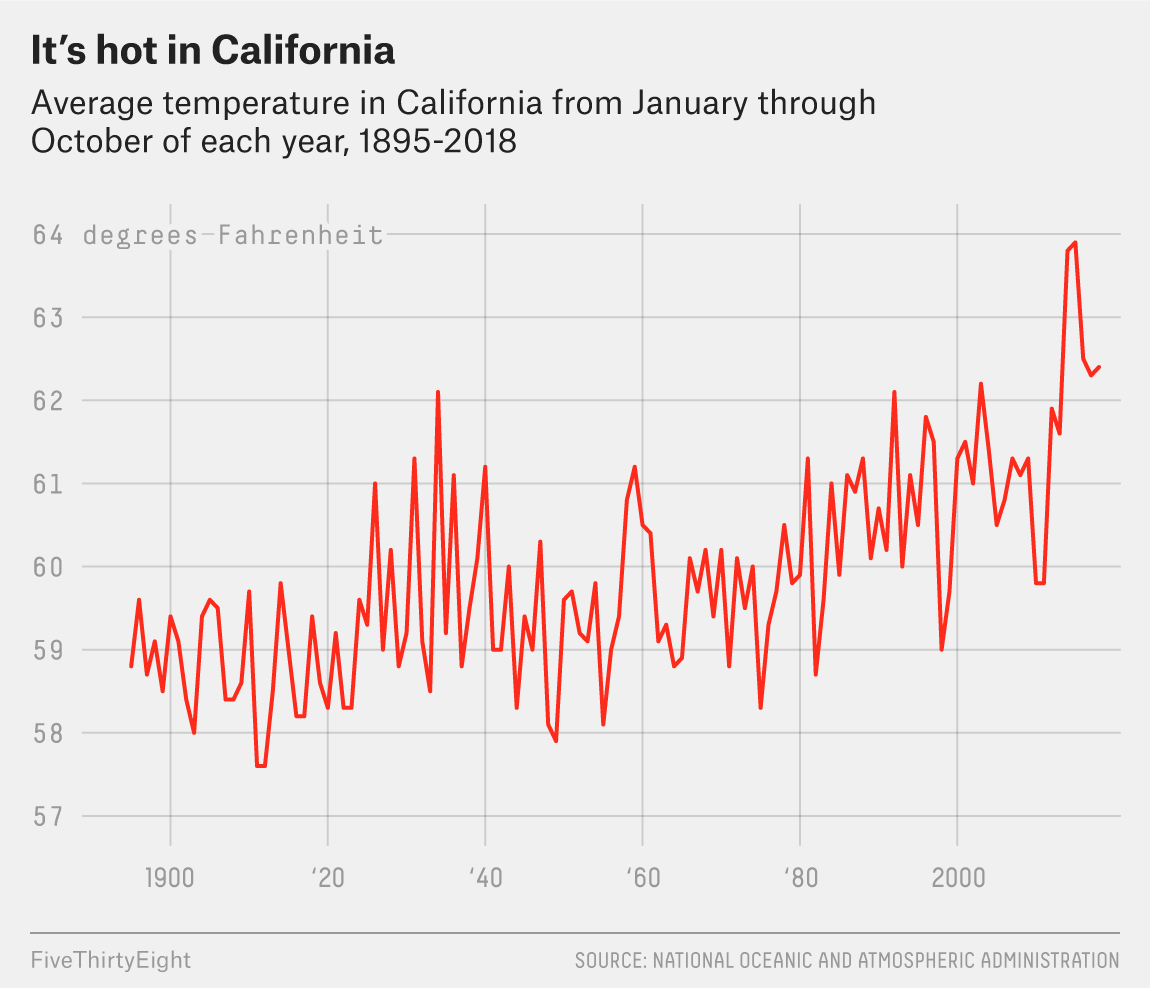 It’s hot in California
Average temperature in California from January through
October of each year, 1895-2018
64 degrees Fahrenheit
63
62
61
60
59
58
57
1900 ‘20 ‘40 ‘60 ‘80 2000
FiveThirtyEight SOURCE: NATIONAL OCEANIC AND ATMOSPHERIC ADMINISTRATION